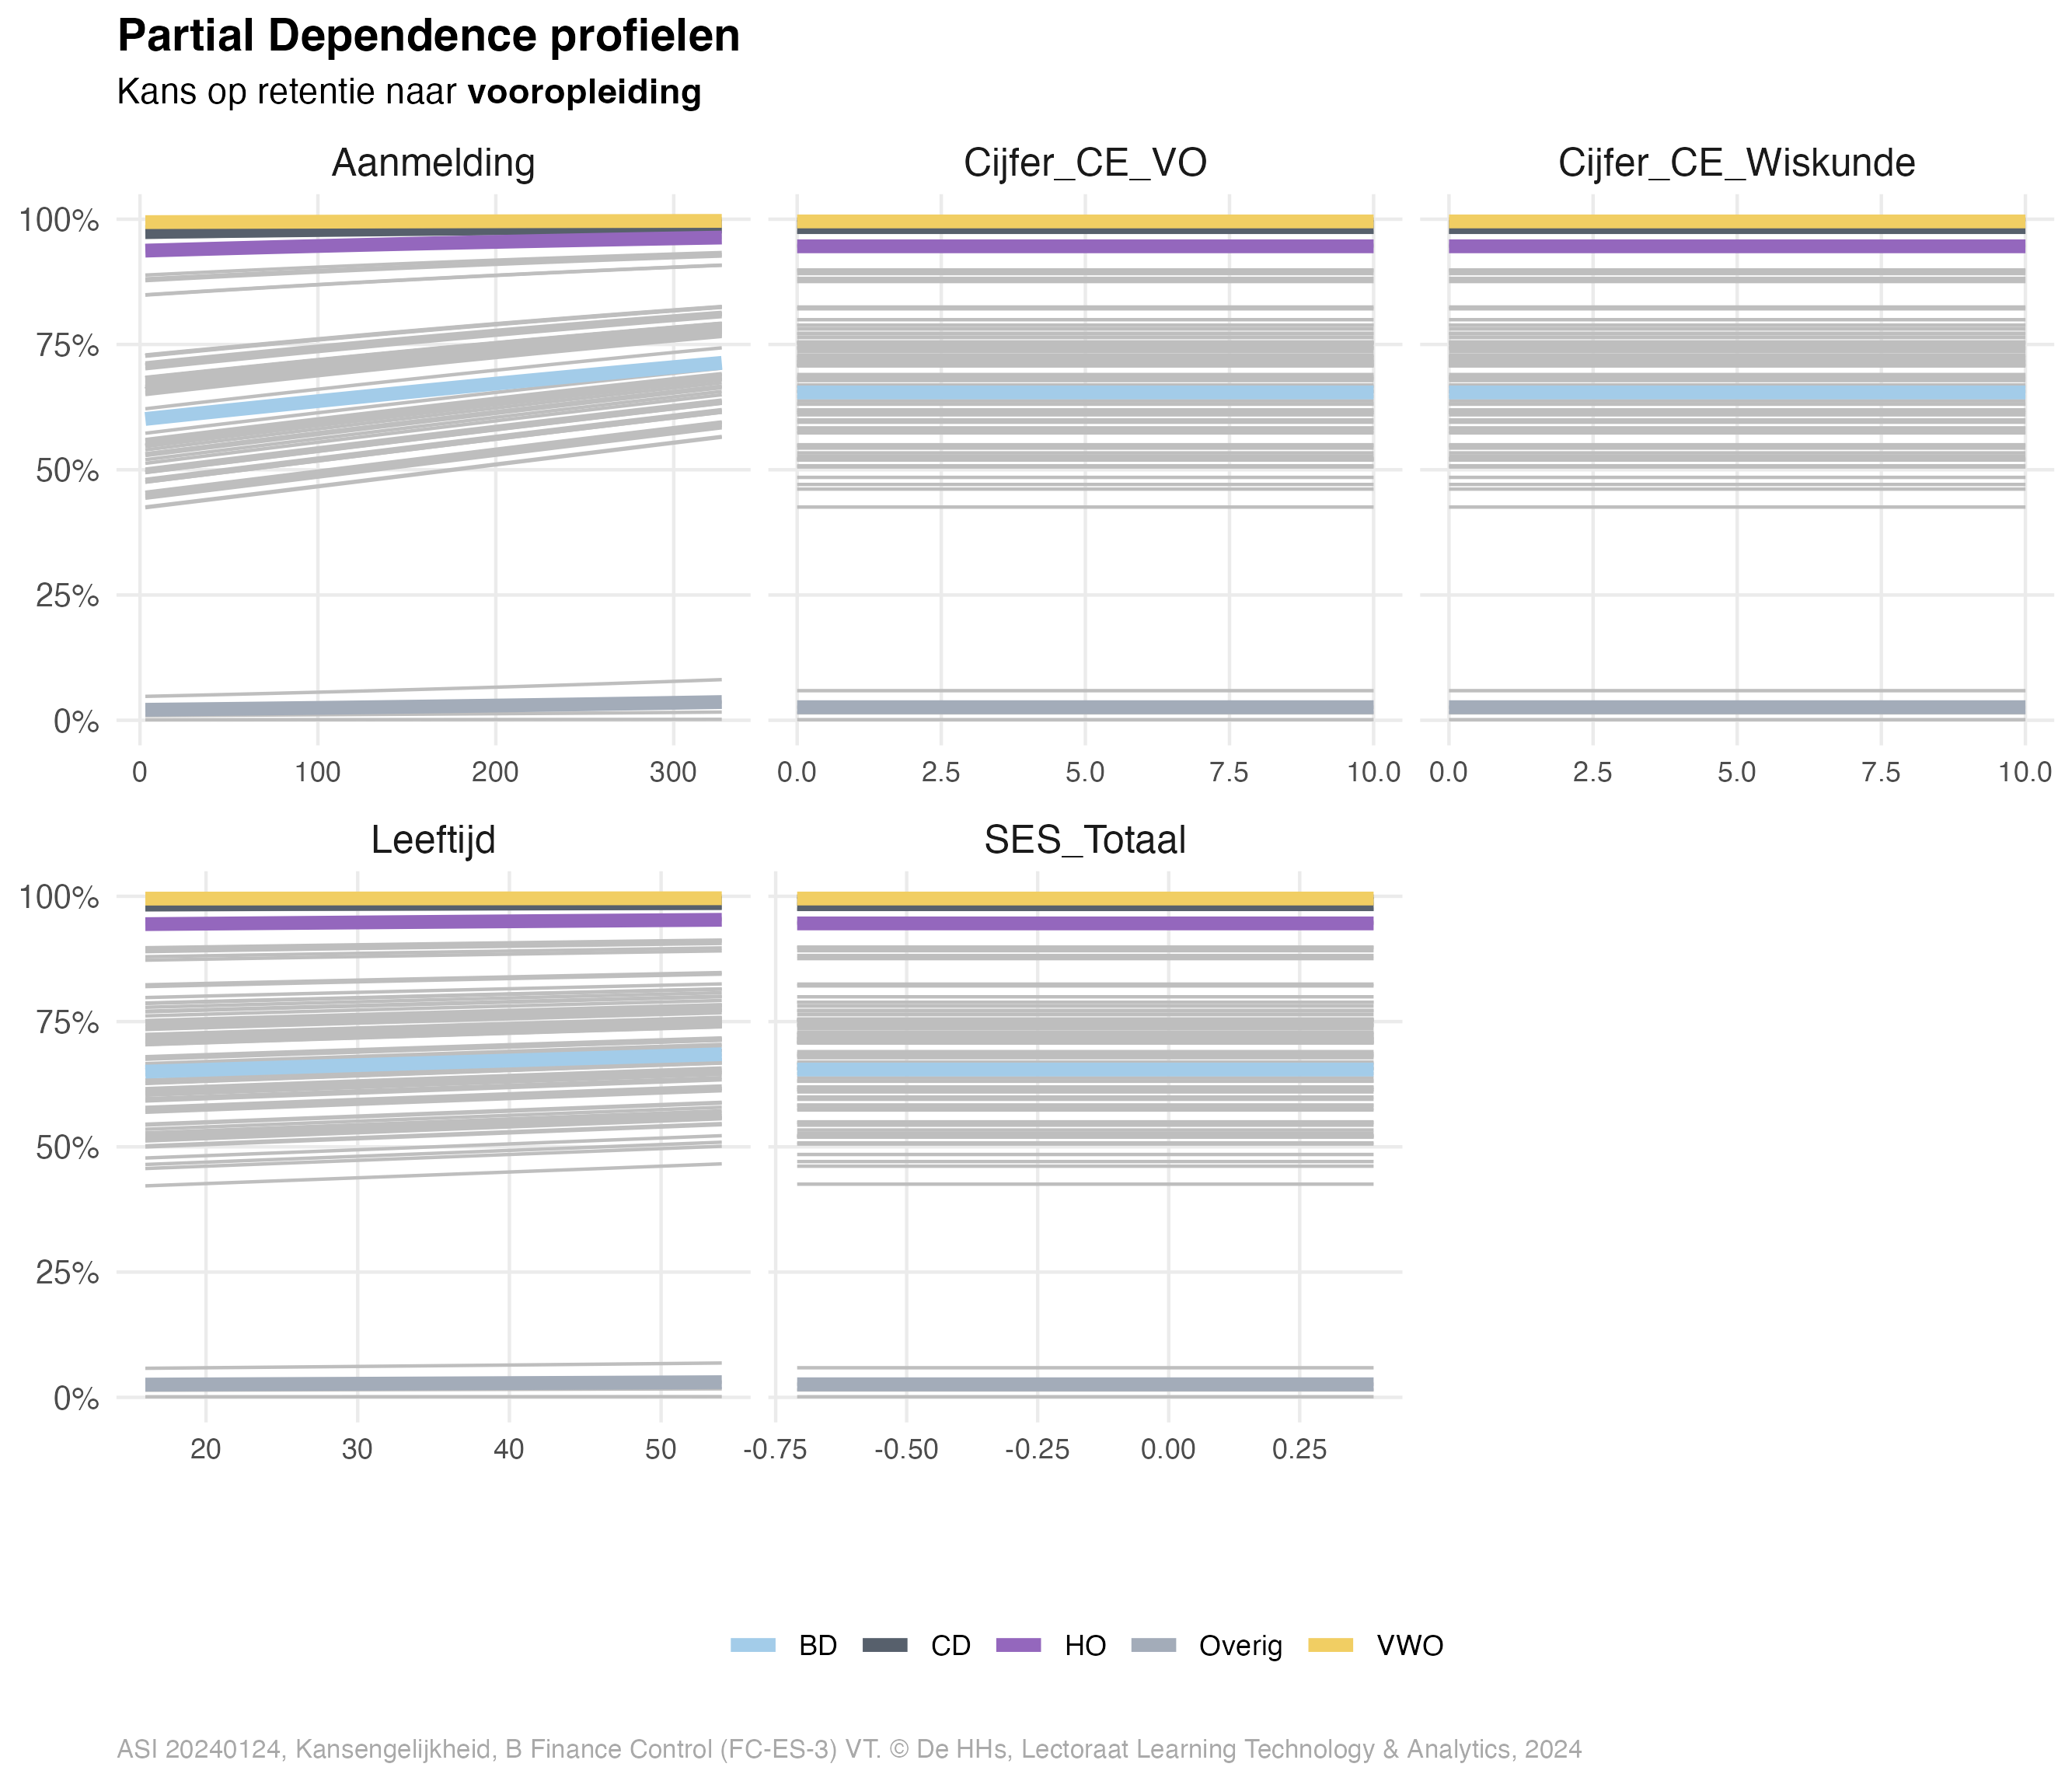 Partial Dependence profielen
Kans op retentie naar vooropleiding
Aanmelding
Cijfer_CE_VO
Cijfer_CE_Wiskunde
100%
75%
50%
25%
0%
0 100 200 300
0.0 2.5 5.0 7.5 10.0
0.0 2.5 5.0 7.5 10.0
Leeftijd
SES_Totaal
100%
75%
50%
25%
0%
20 30 40 50
-0.75 -0.50 -0.25 0.00 0.25
BD CD HO Overig VWO
ASI 20240124, Kansengelijkheid, B Finance Control (FC-ES-3) VT. © De HHs, Lectoraat Learning Technology & Analytics, 2024